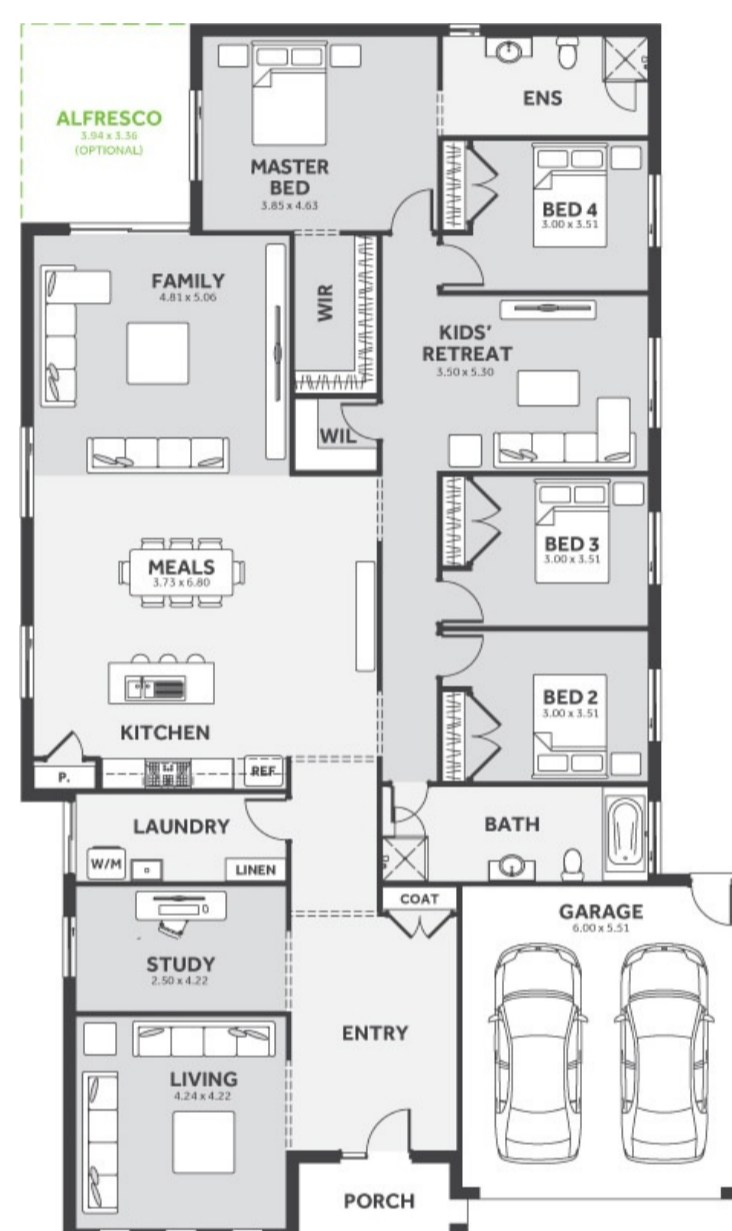 ALFRESCO
3.94 x 3.36
(OPTIONAL)
MASTER
BED
3.85 x 4.63
ENS
BED 4
3.00 x 3.51
FAMILY
4.81 x 5.06
WIR
KIDS'
RETREAT
3.50 x 5.30
WIL
MEALS
3.73 x 6.80
BED 3
3.00 x 3.51
KITCHEN
BED 2
3.00 x 3.51
P.
REF
LAUNDRY
W/M
LINEN
BATH
COAT
GARAGE
6.00 x 5.51
STUDY
2.50 x 4.22
ENTRY
LIVING
4.24 x 4.22
PORCH